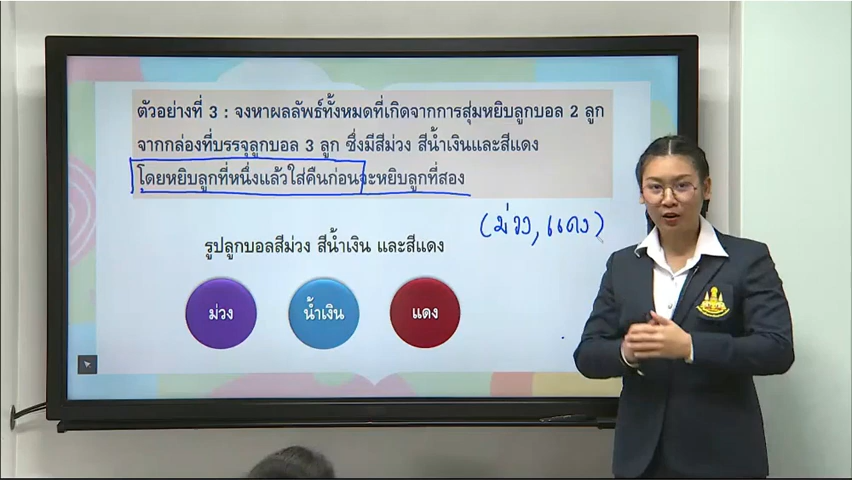 ตัวอย่างที่ 3 : จงหาผลลัพธ์ทั้งหมดที่เกิดจากการสุ่มหยิบลูกบอล 2 ลูก
จากกล่องที่บรรจุลูกบอล 3 ลูก ซึ่งมีสีม่วง สีน้ำเงินและสีแดง
โดยหยิบลูกที่หนึ่งแล้วใส่คืนก่อนจะหยิบลูกที่สอง
(ม่วง,แดง)
รูปลูกบอลสีม่วง สีน้ำเงิน และสีแดง
ม่วง น้ำเงิน แดง